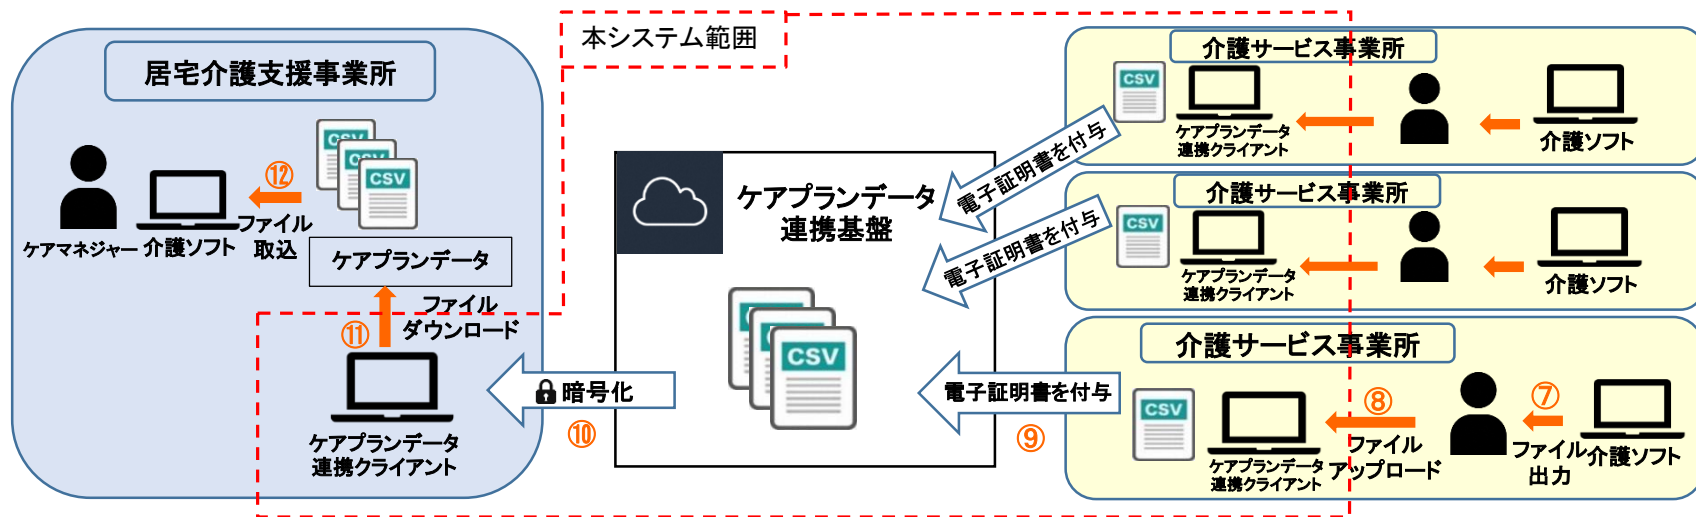 本システム範囲
居宅介護支援事業所
CSV
CSV
CSV
⑫
ファイル
取込
ケアマネジャー
介護ソフト
ケアプランデータ
⑪
ファイル
ダウンロード
ケアプランデータ
連携クライアント
暗号化
⑩
ケアプランデータ
連携基盤
CSV
電子証明書を付与
電子証明書を付与
電子証明書を付与
⑨
介護サービス事業所
CSV
ケアプランデータ
連携クライアント
介護ソフト
介護サービス事業所
CSV
ケアプランデータ
連携クライアント
介護ソフト
介護サービス事業所
CSV
ケアプランデータ
連携クライアント
⑧
ファイル
アップロード
⑦
ファイル
出力
介護ソフト